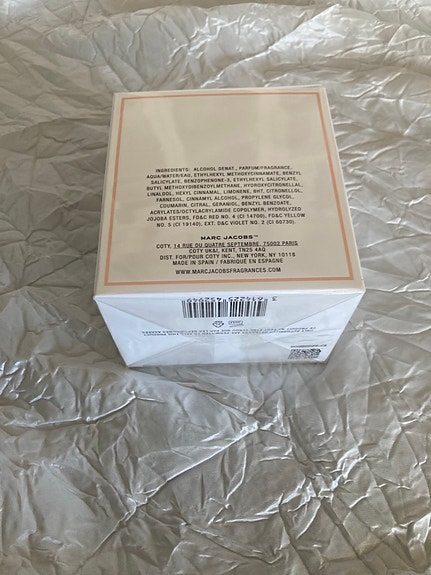 INGREDIENTS: ALCOHOL DENAT., PARFUM/FRAGRANCE,
AQUA/WATER/EAU, ETHYLHEXYL METHOXYCINNAMATE, BENZYL
SALICYLATE, BENZOPHENONE-3, ETHYLHEXYL SALICYLATE,
BUTYL METHOXYDIBENZOYLMETHANE, HYDROXYCITRONELLAL,
LINALOOL, HEXYL CINNAMAL, LIMONENE, BHT, CITRONELLOL,
FARNESOL, CINNAMYL ALCOHOL, PROPYLENE GLYCOL,
COUMARIN, CITRAL, GERANIOL, BENZYL BENZOATE,
ACRYLATES/OCTYLACRYLAMIDE COPOLYMER, HYDROLYZED
JOJOBA ESTERS, FD&C RED NO. 4 (CI 14700), FD&C YELLOW
NO. 5 (CI 19140), EXT. D&C VIOLET NO. 2 (CI 60730).
MARC JACOBS™
COTY, 14 RUE DU QUATRE SEPTEMBRE, 75002 PARIS
COTY UK&I, KENT, TN25 4AQ
DIST. FOR/POUR COTY INC., NEW YORK, NY 10118
MADE IN SPAIN / FABRIQUÉ EN ESPAGNE
WWW.MARCJACOBSFRAGRANCES.COM